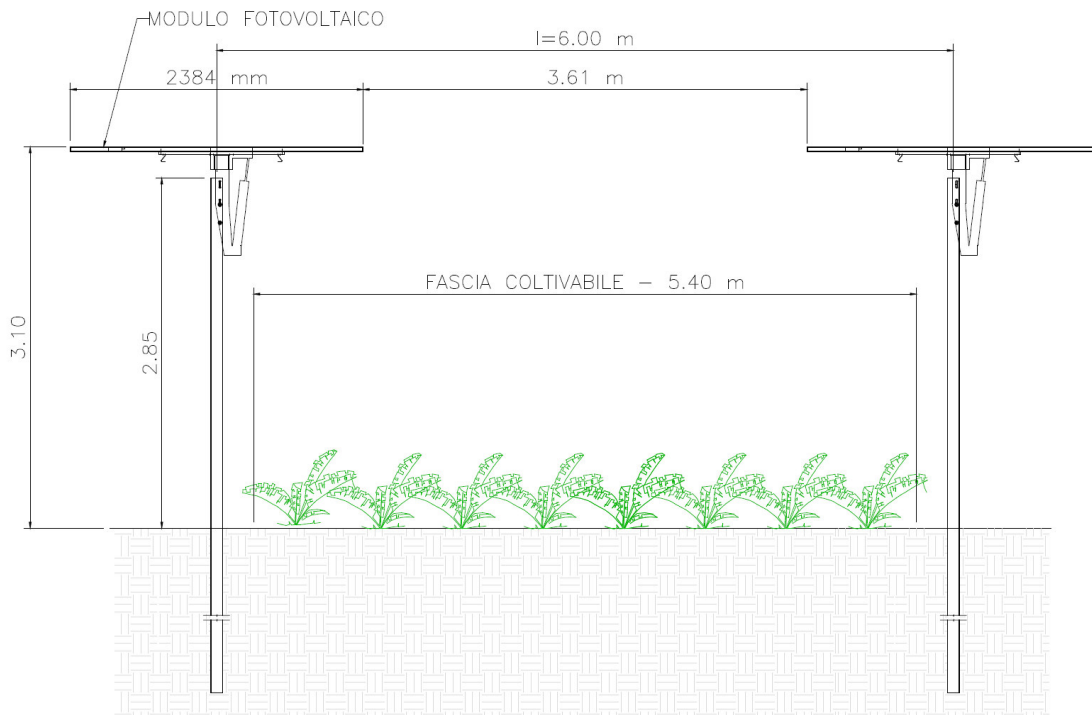 MODULO FOTOVOLTAICO
I=6.00 m
2384 mm
3.61 m
FASCIA COLTIVABILE – 5.40 m
3.10
2.85